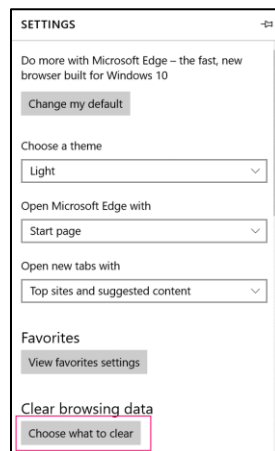 SETTINGS
Do more with Microsoft Edge – the fast, new
browser built for Windows 10
Change my default
Choose a theme
Light
Open Microsoft Edge with
Start page
Open new tabs with
Top sites and suggested content
Favorites
View favorites settings
Clear browsing data
Choose what to clear